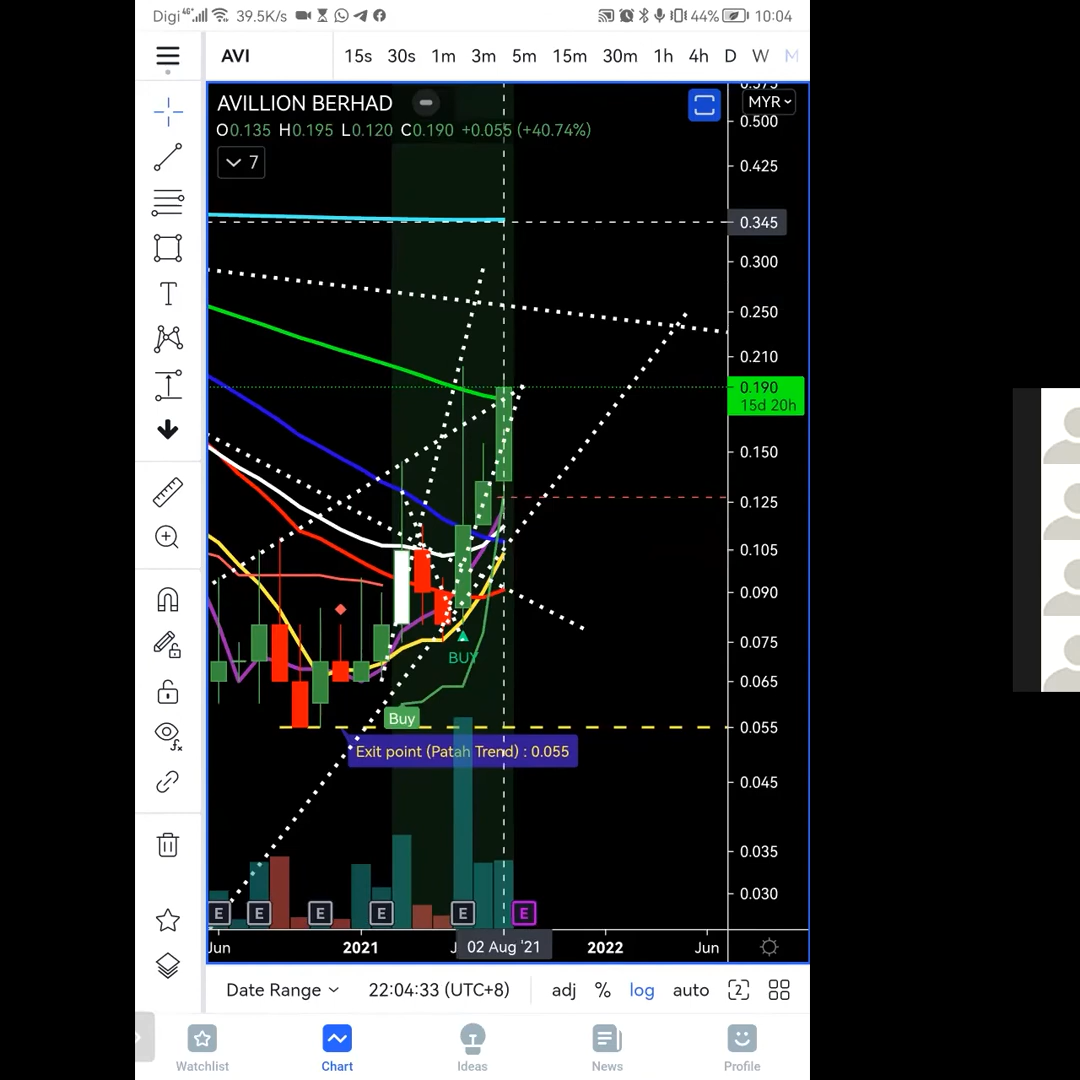 Digi 4G 39.5K/s 44% 10:04
AVI 15s 30s 1m 3m 5m 15m 30m 1h 4h D W M
AVILLION BERHAD
MYR
O0.135 H0.195 L0.120 C0.190 +0.055 (+40.74%)
7
0.575
0.500
0.425
0.345
0.300
0.250
0.210
0.190
15d 20h
0.150
0.125
0.105
0.090
0.075
0.065
0.055
0.045
0.035
0.030
BUY
Buy
Exit point (Patah Trend) : 0.055
E E E E E E
Jun 2021 J 02 Aug '21 2022 Jun
Date Range 22:04:33 (UTC+8) adj % log auto 2
Watchlist Chart Ideas News Profile